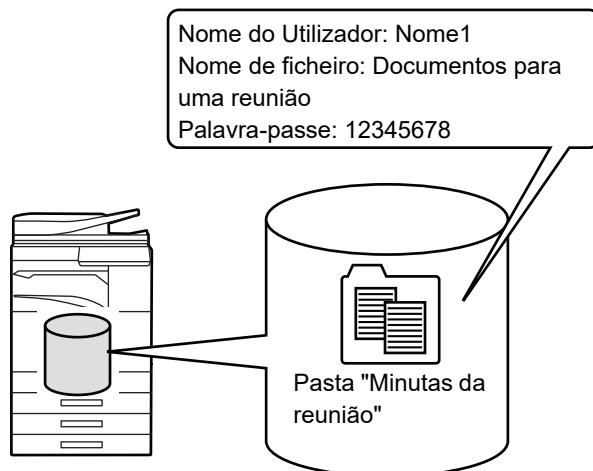 Nome do Utilizador: Nome1
Nome de ficheiro: Documentos para
uma reunião
Palavra-passe: 12345678
Pasta "Minutas da
reunião"